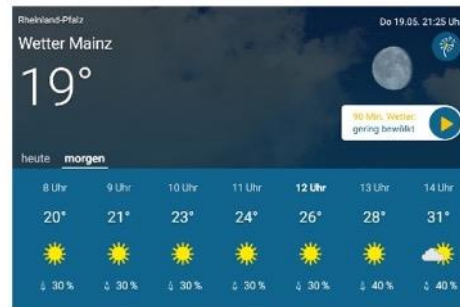 Rheinland-Pfalz
Do 19.05. 21:25 Uh
Wetter Mainz
19°
90 Min. Wetter:
gering bewölkt
heute morgen
8 Uhr 9 Uhr 10 Uhr 11 Uhr 12 Uhr 13 Uhr 14 Uhr
20° 21° 23° 24° 26° 28° 31°
30 % 30 % 30 % 30 % 30 % 40 % 40 %